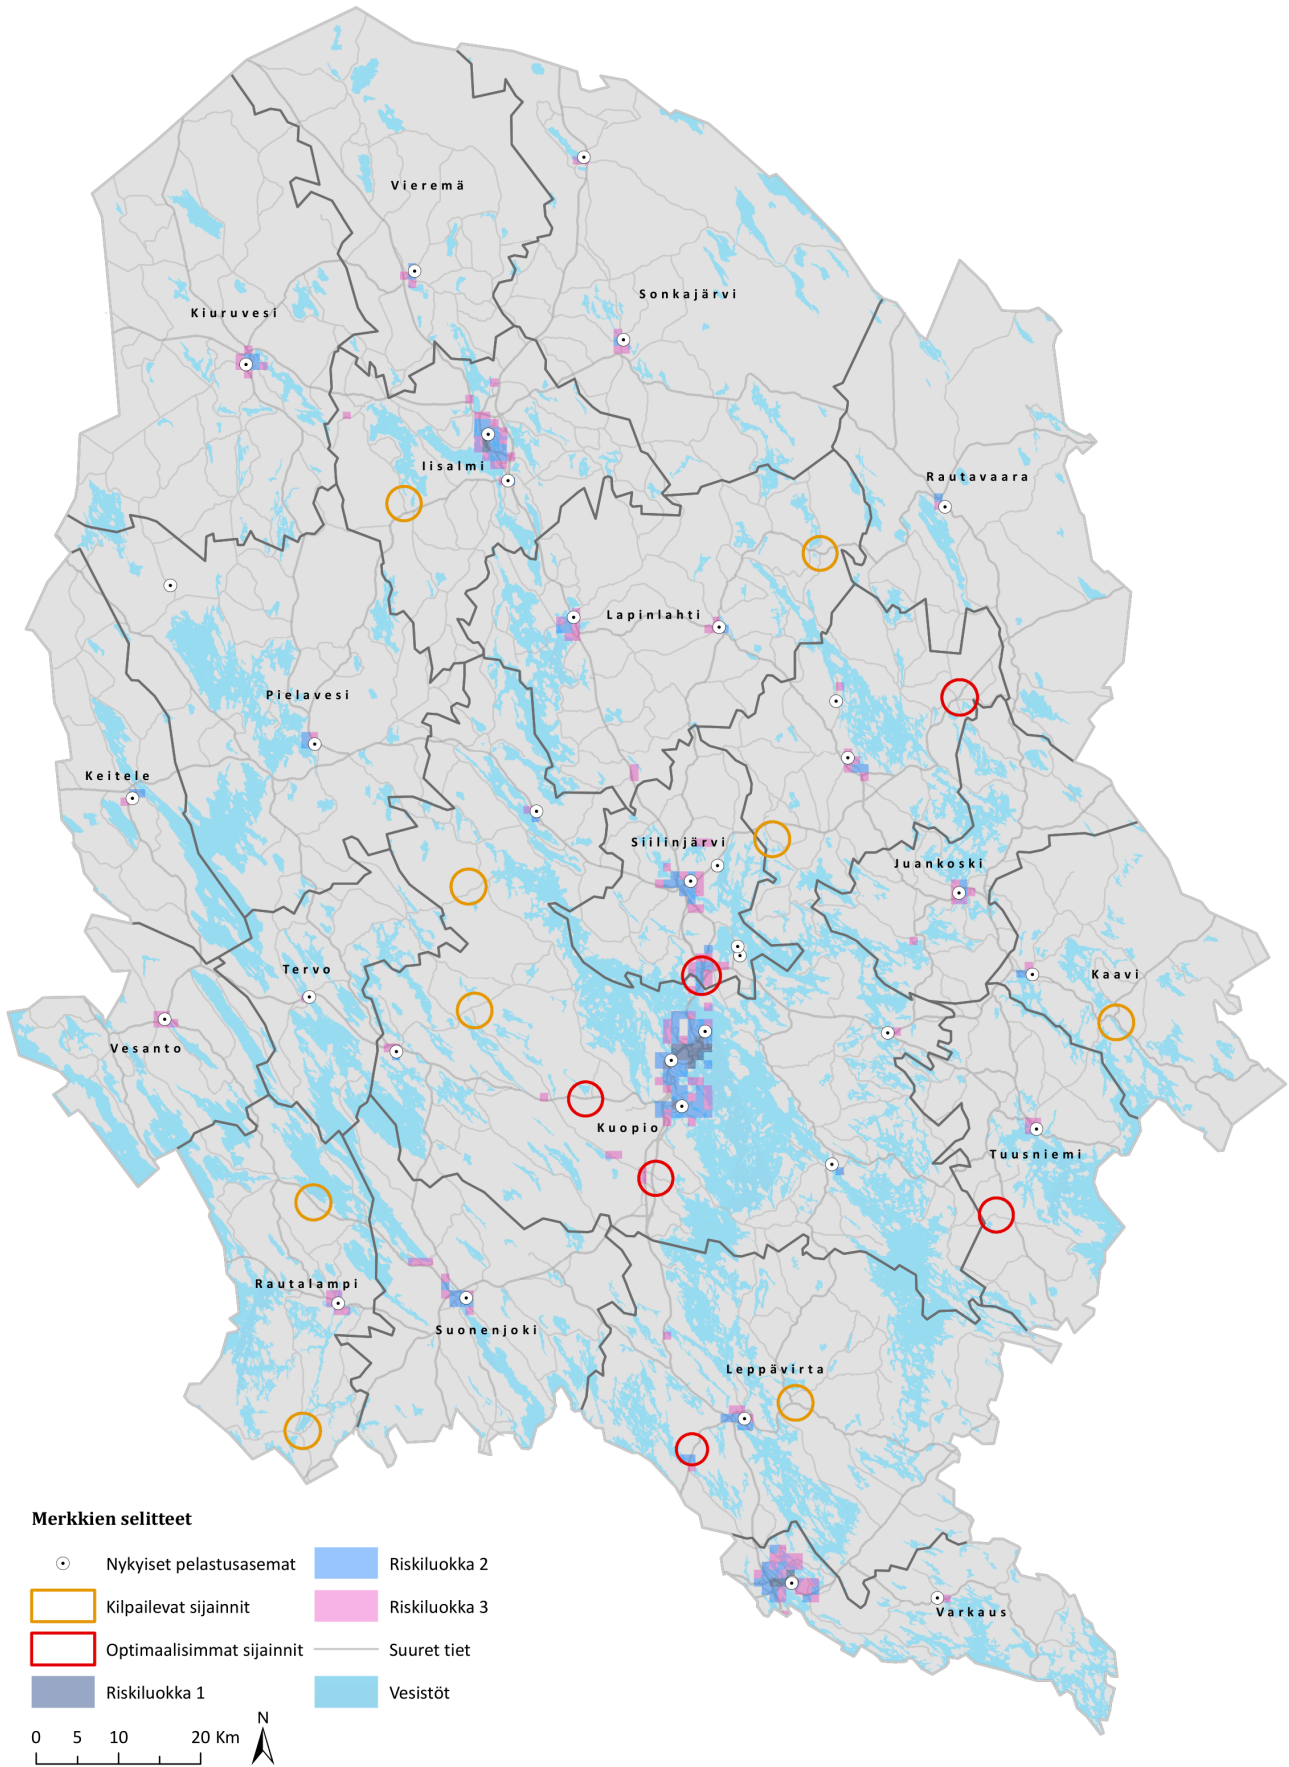 Vieremä
Sonkajärvi
Kiuruvesi
Iisalmi
Rautavaara
Lapinlahti
Pielavesi
Keitele
Siilinjärvi
Juankoski
Tervo
Kaavi
Vesanto
Kuopio
Tuusniemi
Rautalampi
Suonenjoki
Leppävirta
Varkaus
Merkkien selitteet
Nykyiset pelastusasemat
Kilpailevat sijainnit
Optimaalisimmat sijainnit
Riskiluokka 1
Riskiluokka 2
Riskiluokka 3
Suuret tiet
Vesistöt
0 5 10 20 Km
N